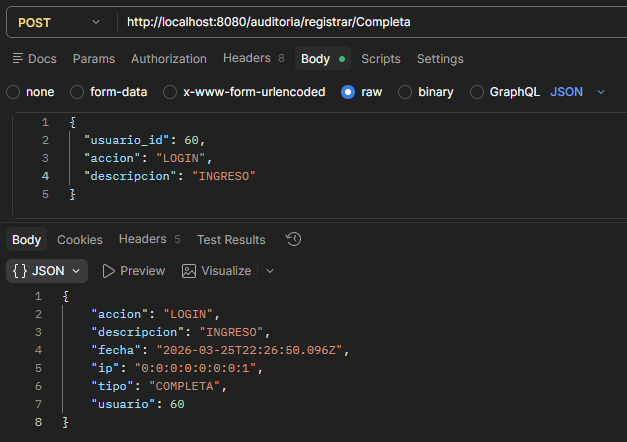 POST http://localhost:8080/auditoria/registrar/Completa
Docs Params Authorization Headers 8 Body Scripts Settings
none form-data x-www-form-urlencoded raw binary GraphQL JSON
1 {
2 "usuario_id": 60,
3 "accion": "LOGIN",
4 "descripcion": "INGRESO"
5 }
Body Cookies Headers 5 Test Results
{} JSON Preview Visualize
1 {
2 "accion": "LOGIN",
3 "descripcion": "INGRESO",
4 "fecha": "2026-03-25T22:26:50.096Z",
5 "ip": "0:0:0:0:0:0:0:1",
6 "tipo": "COMPLETA",
7 "usuario": 60
8 }